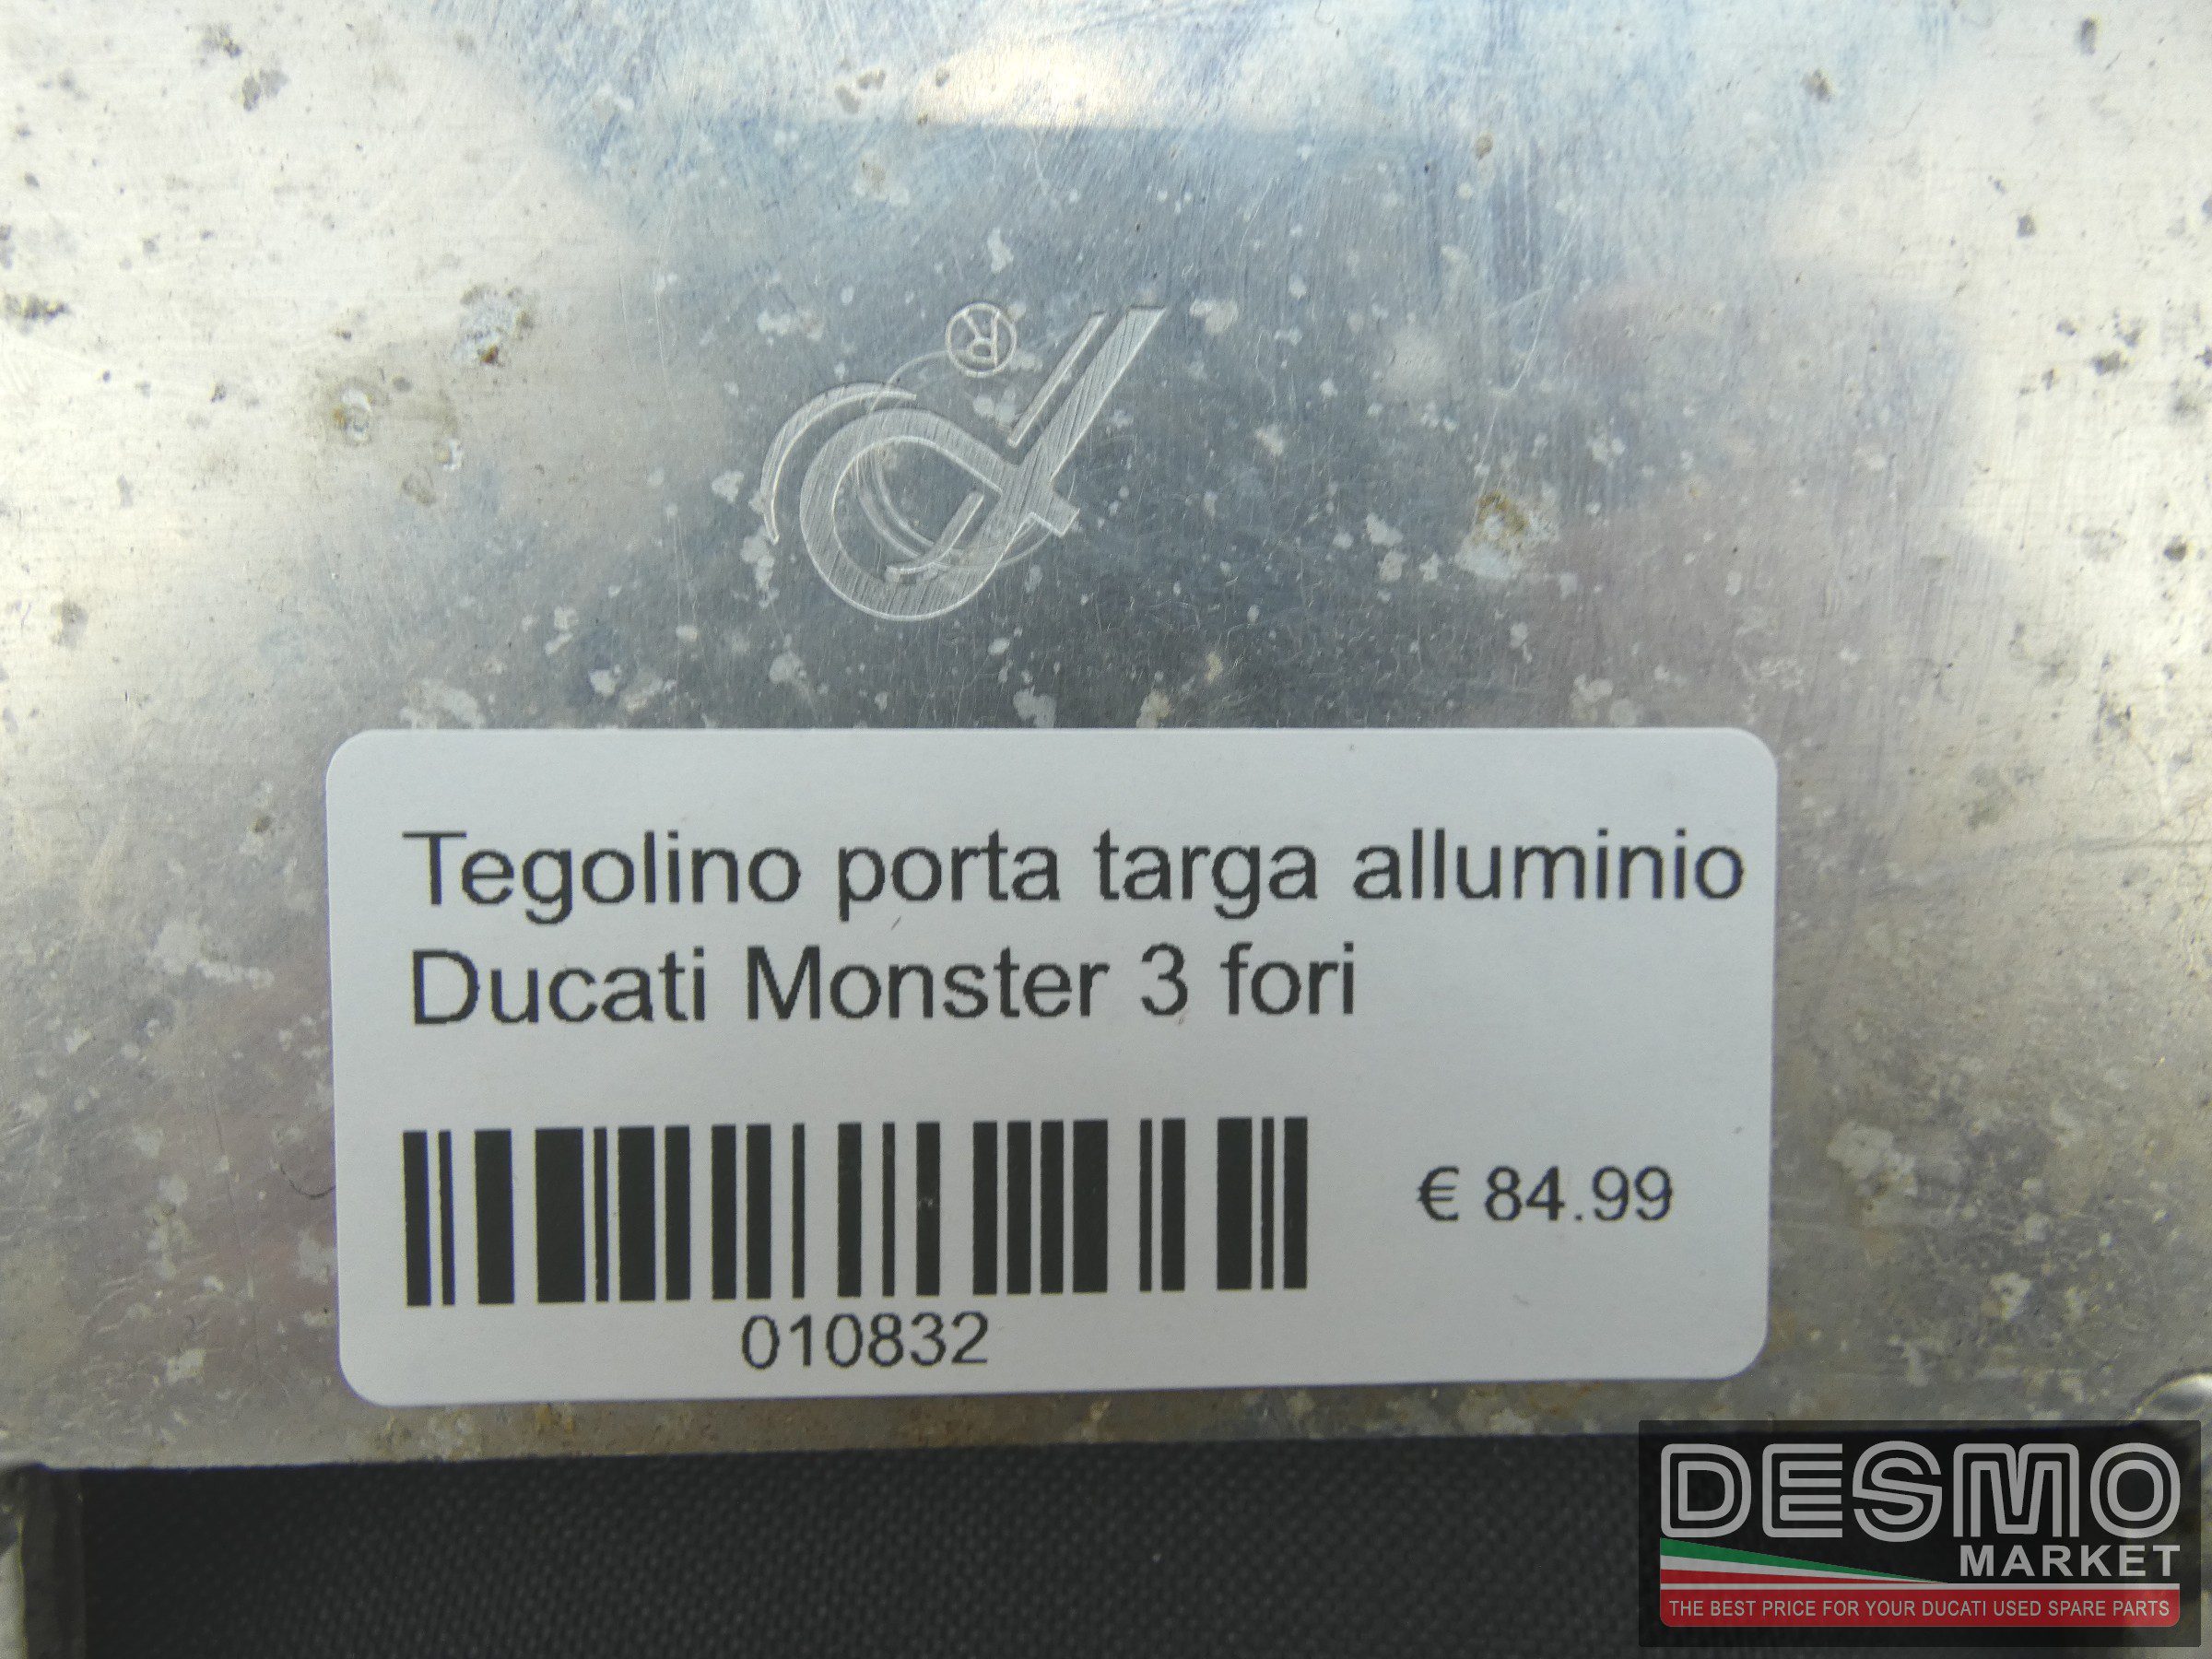 ®
Tegolino porta targa alluminio
Ducati Monster 3 fori
€ 84.99
010832
DESMO
MARKET
THE BEST PRICE FOR YOUR DUCATI USED SPARE PARTS